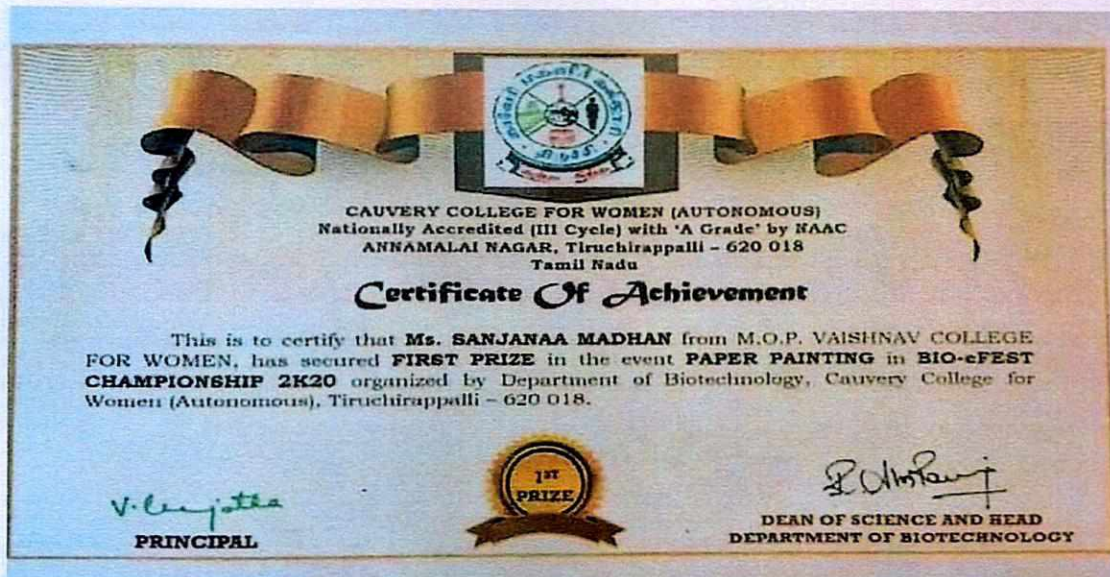 காவேரி மகளிர் கல்லூரி
திருச்சி
CAUVERY COLLEGE FOR WOMEN (AUTONOMOUS)
Nationally Accredited (III Cycle) with 'A Grade' by NAAC
ANNAMALAI NAGAR, Tiruchirappalli – 620 018
Tamil Nadu
Certificate Of Achievement
This is to certify that Ms. SANJANAA MADHAN from M.O.P. VAISHNAV COLLEGE
FOR WOMEN, has secured FIRST PRIZE in the event PAPER PAINTING in BIO-eFEST
CHAMPIONSHIP 2K20 organized by Department of Biotechnology, Cauvery College for
Women (Autonomous), Tiruchirappalli – 620 018.
1ST
PRIZE
PRINCIPAL
DEAN OF SCIENCE AND HEAD
DEPARTMENT OF BIOTECHNOLOGY